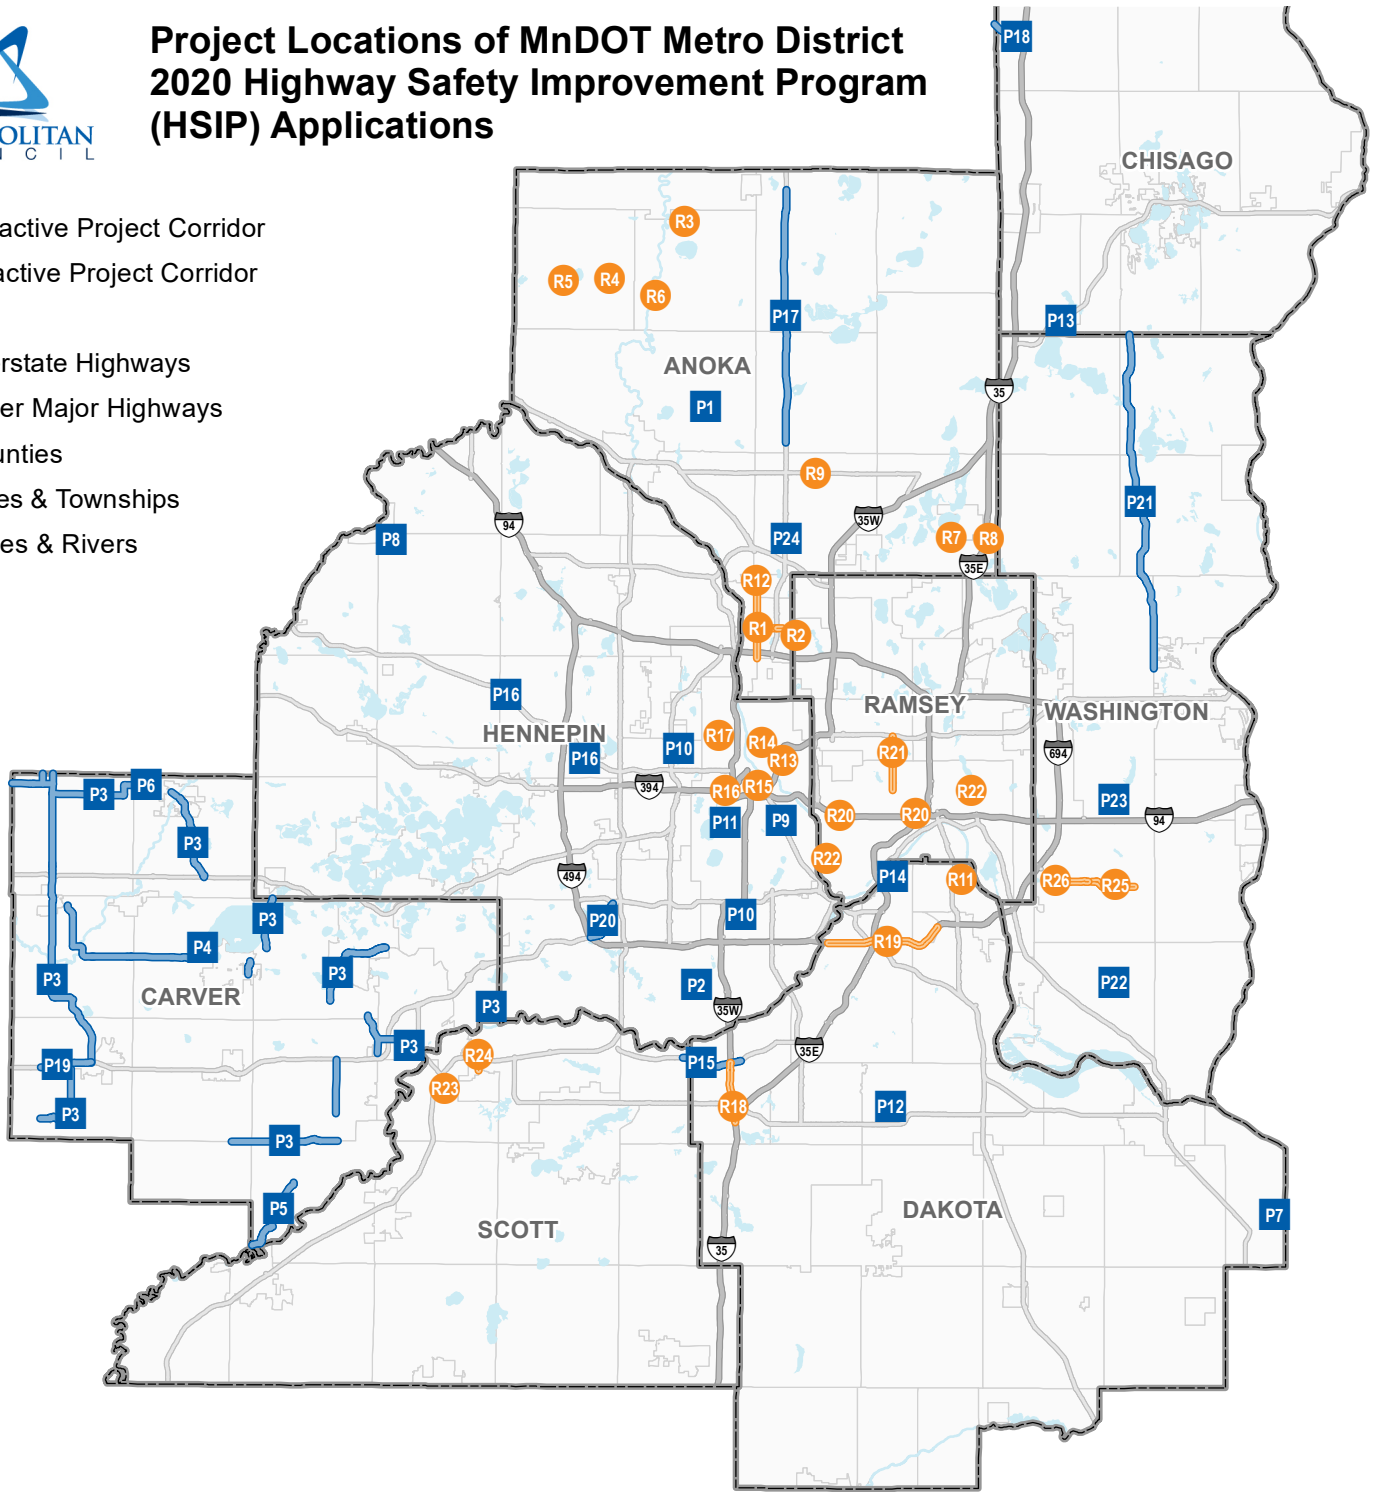 Project Locations of MnDOT Metro District
2020 Highway Safety Improvement Program
(HSIP) Applications
OLITAN
N C I L
active Project Corridor
active Project Corridor
rstate Highways
er Major Highways
unties
es & Townships
es & Rivers
P18
CHISAGO
R3
R5
R4
R6
P17
P13
ANOKA
P1
35
R9
P21
94
35W
P8
P24
R7
R8
35E
R12
R1
R2
P16
RAMSEY
WASHINGTON
HENNEPIN
R17
R14
P10
P16
R13
R21
694
394
R16
R15
R22
P3
P6
P23
P11
P9
R20
R20
94
P3
R22
494
P14
R11
R26
R25
P3
P20
P10
P4
R19
P3
P3
P2
P22
CARVER
P3
35W
P3
35E
R24
P19
P15
R23
P3
R18
P12
P3
P5
DAKOTA
P7
SCOTT
35